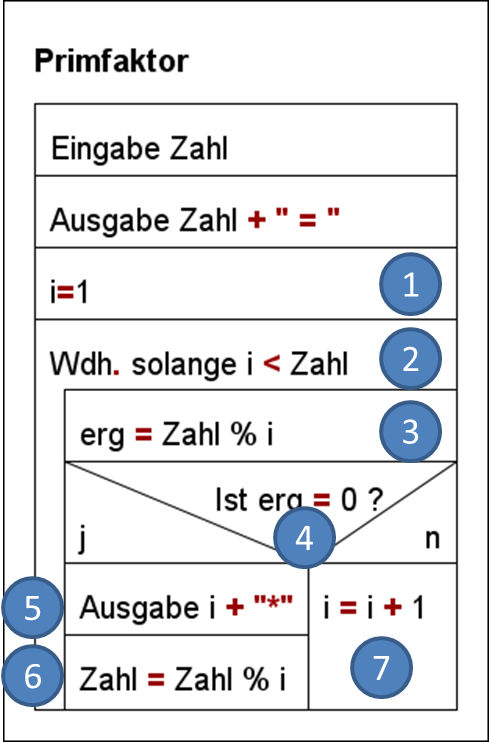 Primfaktor
Eingabe Zahl
Ausgabe Zahl + " = "
i=1
1
Wdh. solange i < Zahl
2
erg = Zahl % i
3
Ist erg = 0 ?
4
j
n
5
Ausgabe i + "*"
i = i + 1
6
Zahl = Zahl % i
7